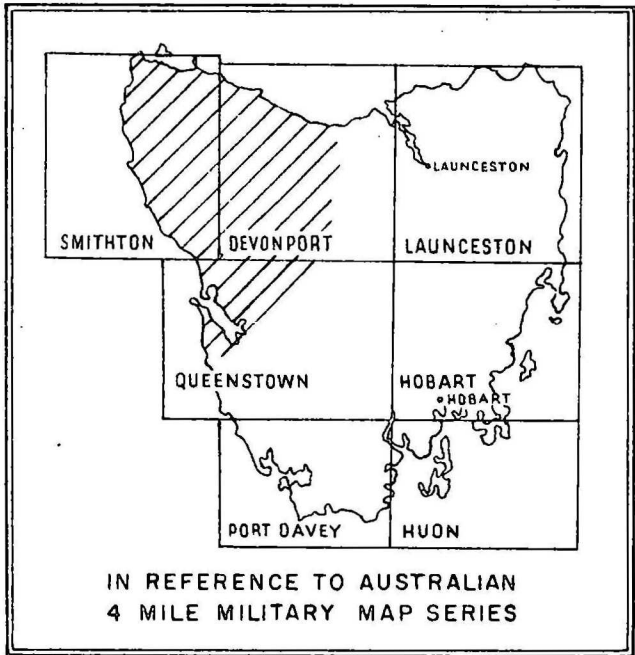 LAUNCESTON
SMITHTON
DEVONPORT
LAUNCESTON
QUEENSTOWN
HOBART
HOBART
PORT DAVEY
HUON
IN REFERENCE TO AUSTRALIAN
4 MILE MILITARY MAP SERIES